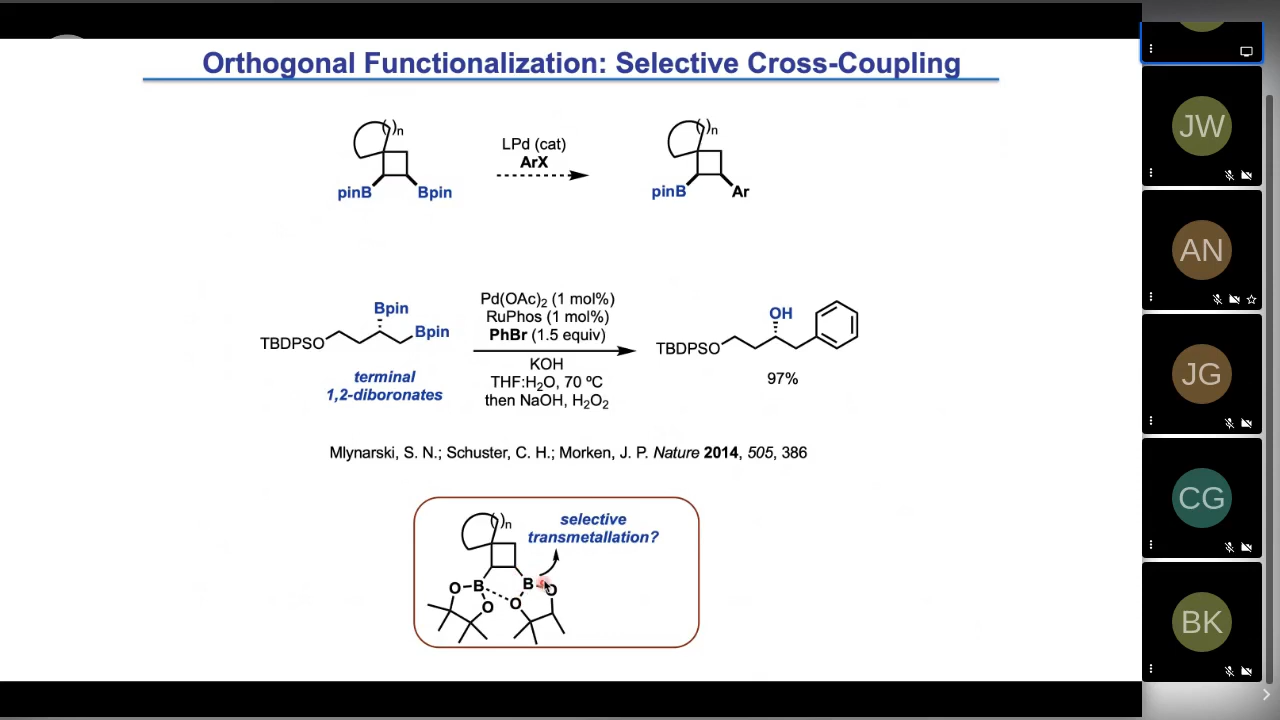 Orthogonal Functionalization: Selective Cross-Coupling
( )n
pinB
Bpin
LPd (cat)
ArX
( )n
pinB
Ar
Bpin
Bpin
TBDPSO
terminal
1,2-diboronates
Pd(OAc)2 (1 mol%)
RuPhos (1 mol%)
PhBr (1.5 equiv)
KOH
THF:H2O, 70 ºC
then NaOH, H2O2
OH
TBDPSO
97%
Mlynarski, S. N.; Schuster, C. H.; Morken, J. P. Nature 2014, 505, 386
( )n
selective
transmetallation?
O B B O
O O
JW
AN
JG
CG
BK